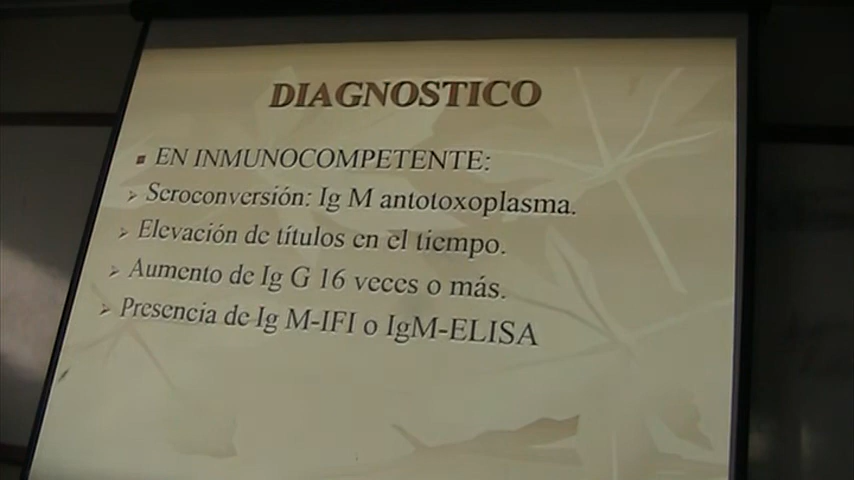 DIAGNOSTICO
EN INMUNOCOMPETENTE:
Seroconversión: Ig M antotoxoplasma.
Elevación de títulos en el tiempo.
Aumento de Ig G 16 veces o más.
Presencia de Ig M-IFI o IgM-ELISA